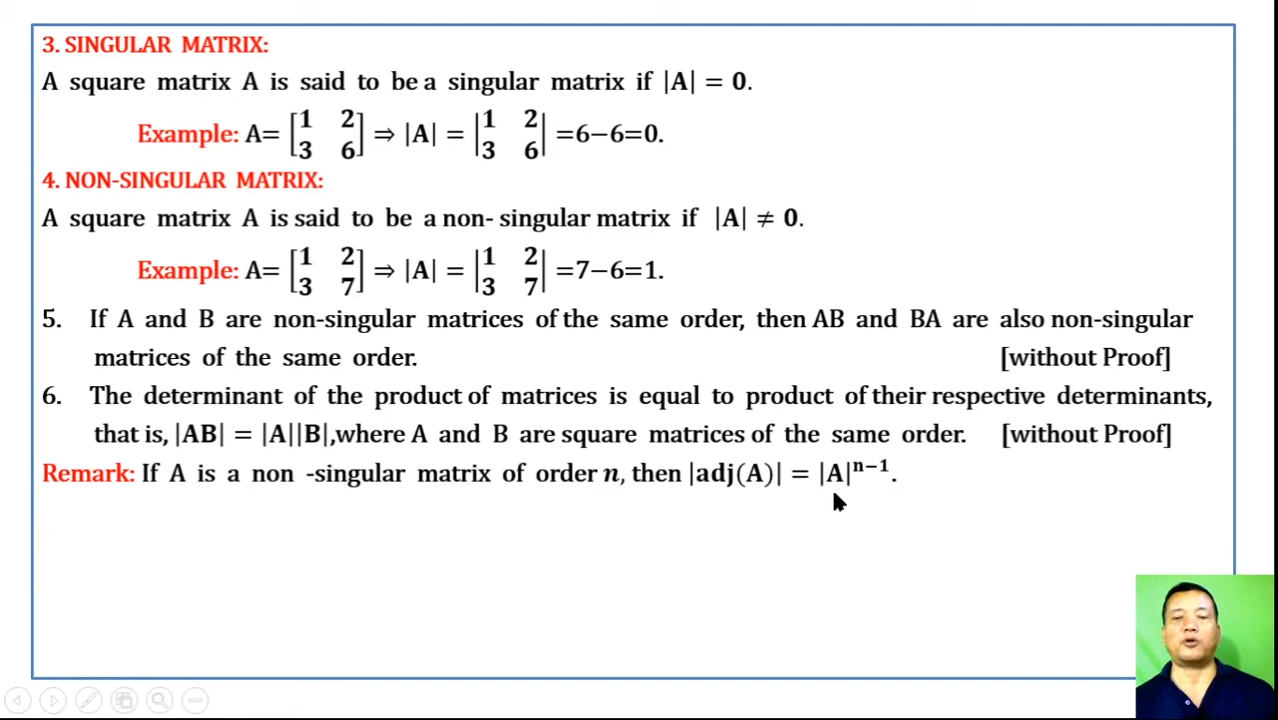 3. SINGULAR MATRIX:
A square matrix A is said to be a singular matrix if |A| = 0.
Example: A= [1 2; 3 6] ⇒ |A| = |1 2; 3 6| =6−6=0.
4. NON-SINGULAR MATRIX:
A square matrix A is said to be a non- singular matrix if |A| ≠ 0.
Example: A= [1 2; 3 7] ⇒ |A| = |1 2; 3 7| =7−6=1.
5. If A and B are non-singular matrices of the same order, then AB and BA are also non-singular
matrices of the same order. [without Proof]
6. The determinant of the product of matrices is equal to product of their respective determinants,
that is, |AB| = |A||B|,where A and B are square matrices of the same order. [without Proof]
Remark: If A is a non -singular matrix of order n, then |adj(A)| = |A|ⁿ⁻¹.